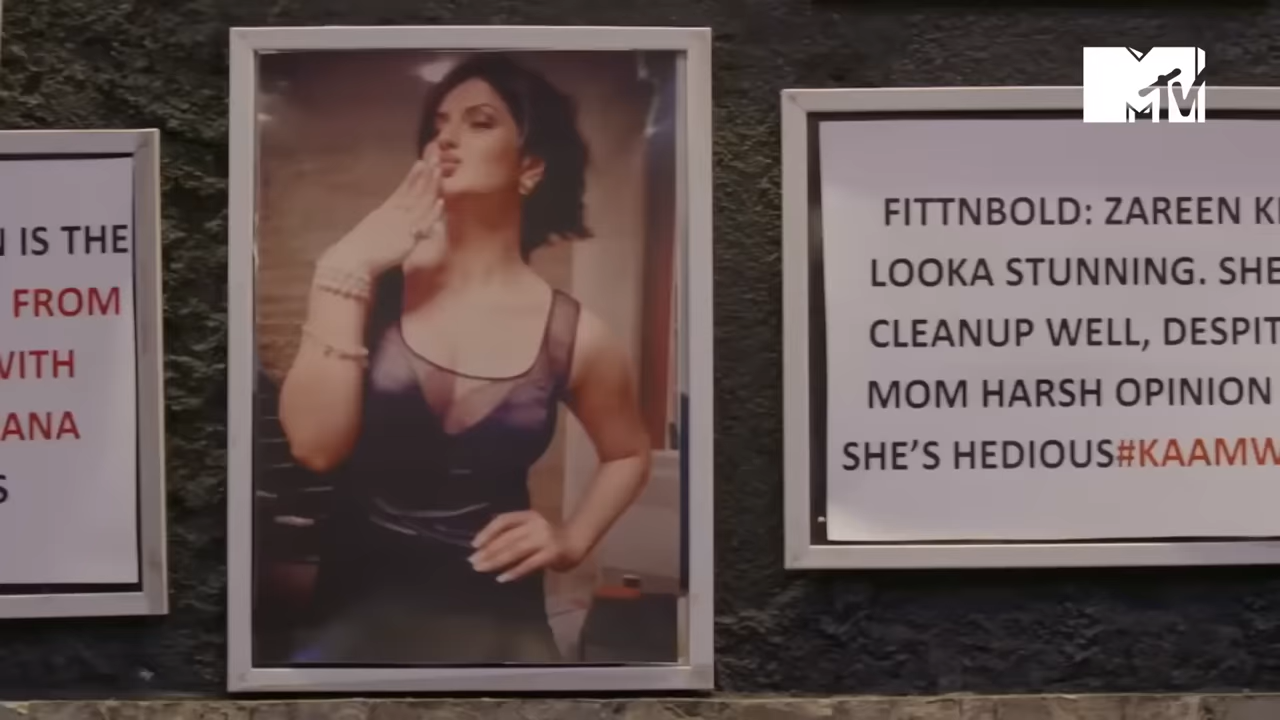 IS THE
FROM
WITH
ANA
S
MTV
FITTNBOLD: ZAREEN K
LOOKA STUNNING. SHE
CLEANUP WELL, DESPIT
MOM HARSH OPINION
SHE'S HEDIOUS#KAAMW